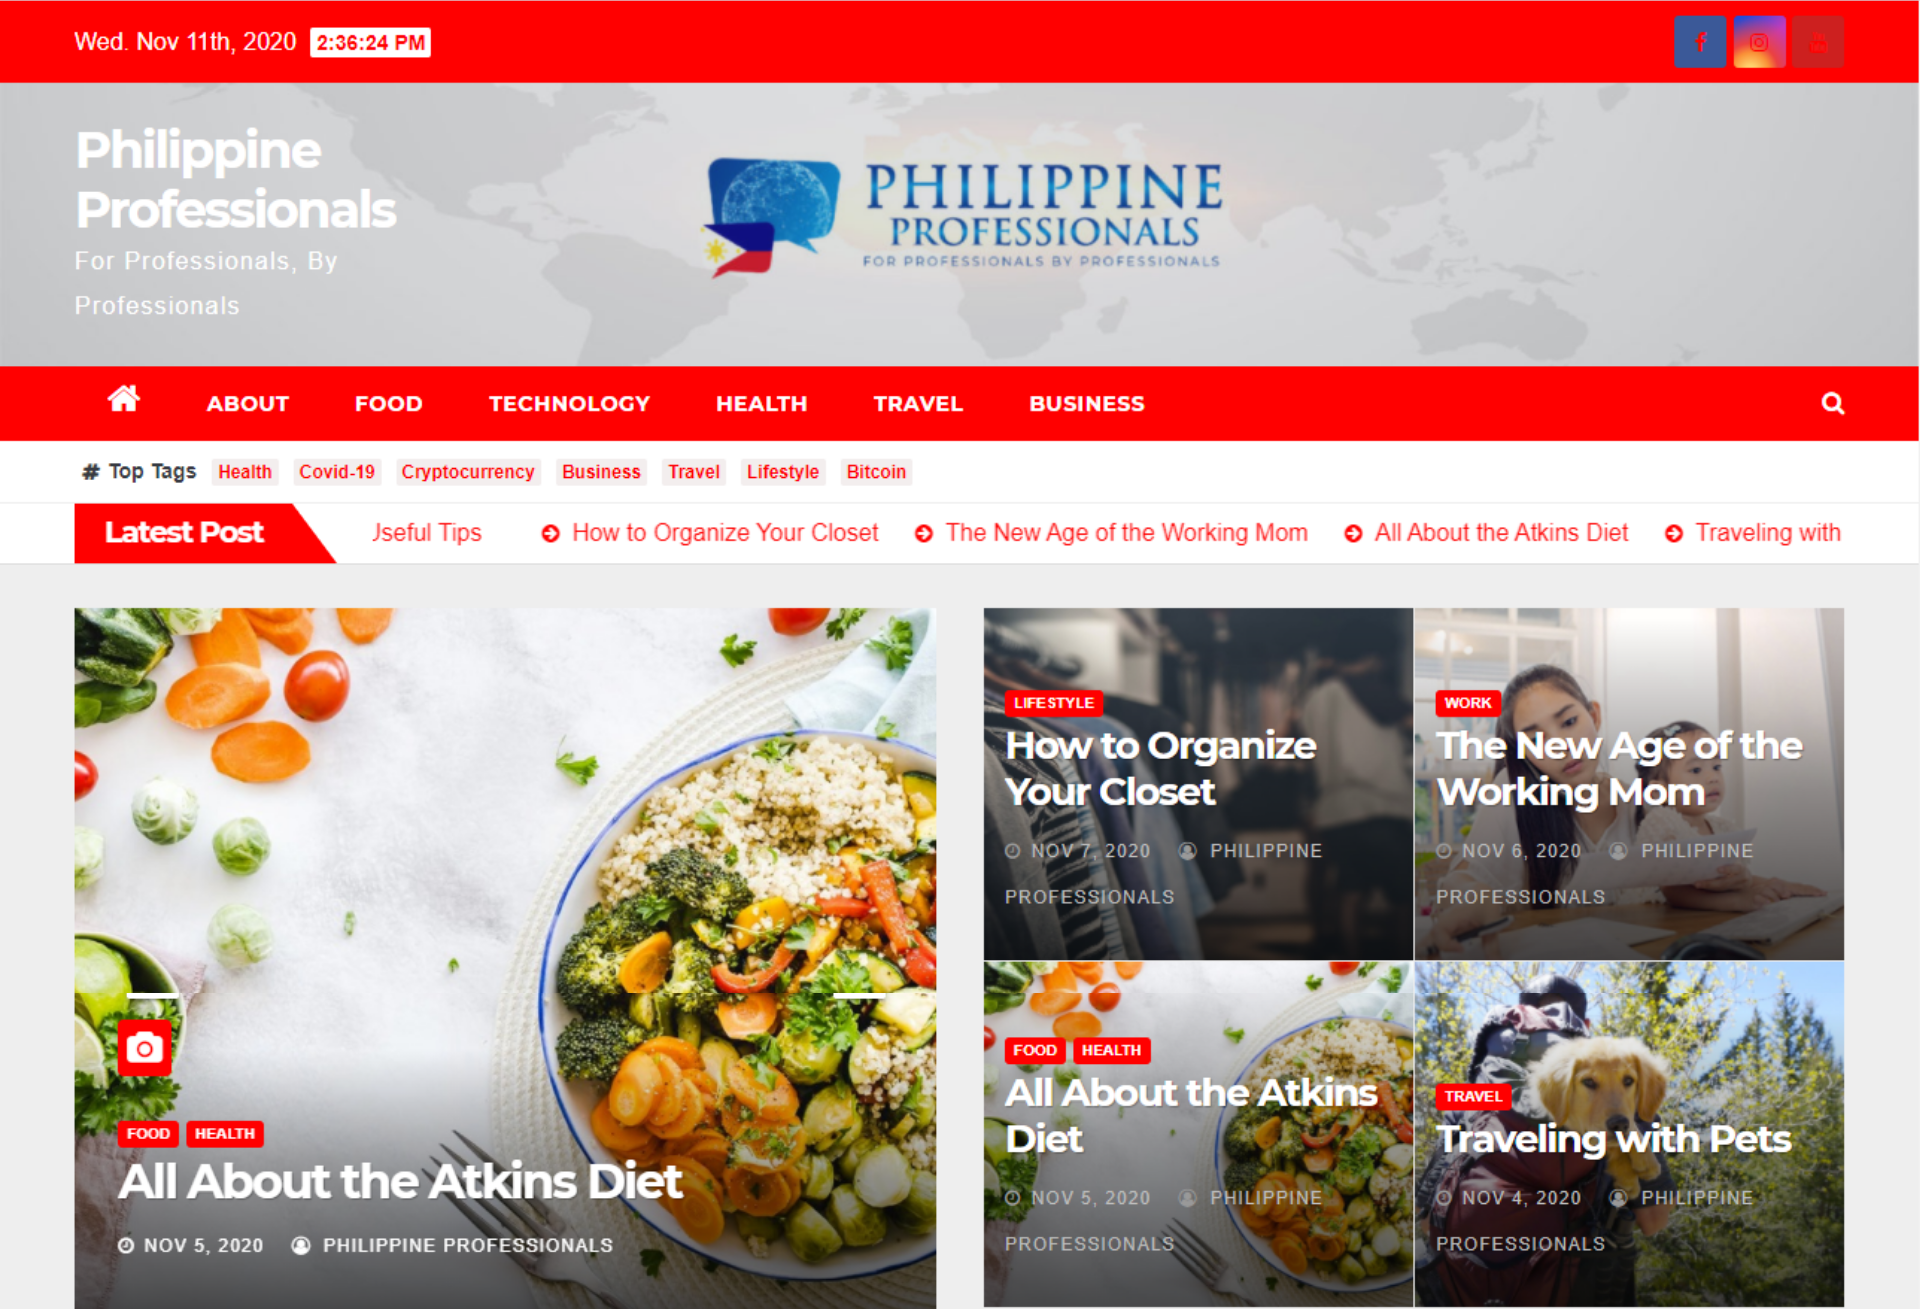 Wed. Nov 11th, 2020 2:36:24 PM
Philippine
Professionals
For Professionals, By
Professionals
PHILIPPINE
PROFESSIONALS
FOR PROFESSIONALS BY PROFESSIONALS
ABOUT FOOD TECHNOLOGY HEALTH TRAVEL BUSINESS
# Top Tags Health Covid-19 Cryptocurrency Business Travel Lifestyle Bitcoin
Latest Post Useful Tips How to Organize Your Closet The New Age of the Working Mom All About the Atkins Diet Traveling with
FOOD HEALTH
All About the Atkins Diet
NOV 5, 2020 PHILIPPINE PROFESSIONALS
LIFESTYLE
How to Organize
Your Closet
NOV 7, 2020 PHILIPPINE
PROFESSIONALS
WORK
The New Age of the
Working Mom
NOV 6, 2020 PHILIPPINE
PROFESSIONALS
FOOD HEALTH
All About the Atkins
Diet
NOV 5, 2020 PHILIPPINE
PROFESSIONALS
TRAVEL
Traveling with Pets
NOV 4, 2020 PHILIPPINE
PROFESSIONALS